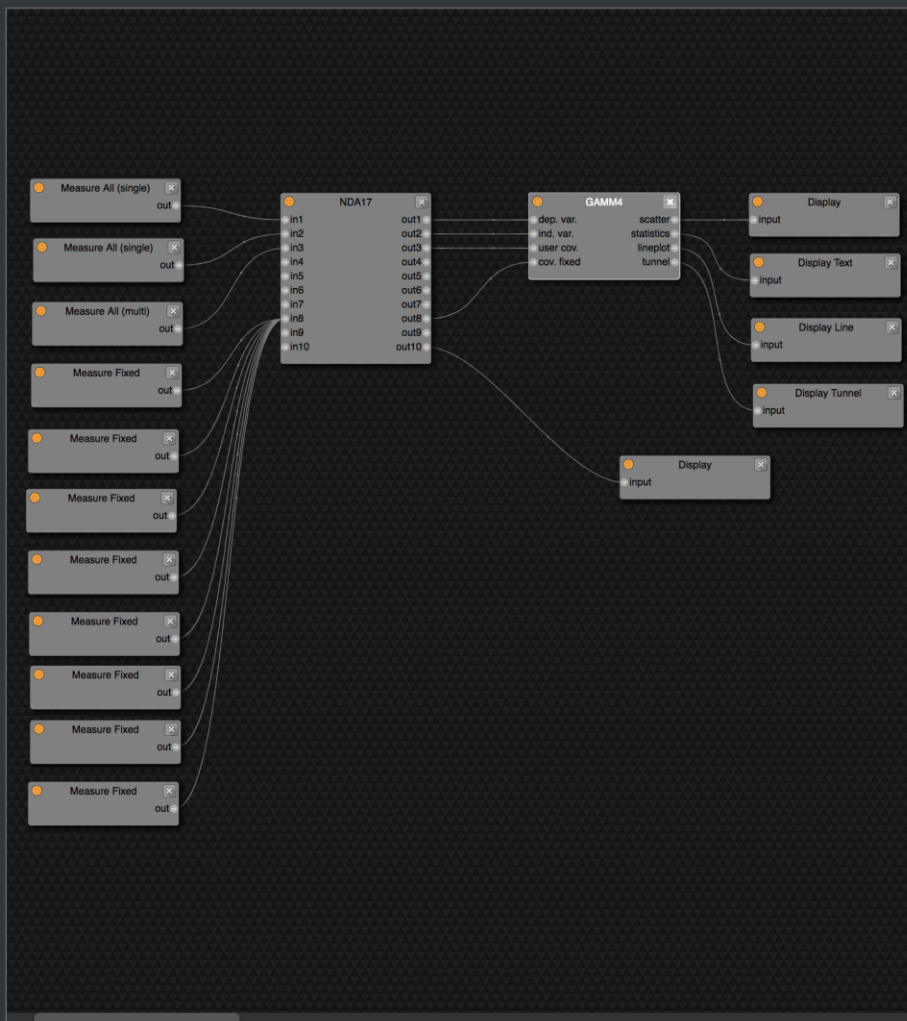 Measure All (single)
out
Measure All (single)
out
Measure All (multi)
out
Measure Fixed
out
Measure Fixed
out
Measure Fixed
out
Measure Fixed
out
Measure Fixed
out
Measure Fixed
out
Measure Fixed
out
Measure Fixed
out
NDA17
in1 out1
in2 out2
in3 out3
in4 out4
in5 out5
in6 out6
in7 out7
in8 out8
in9 out9
in10 out10
GAMM4
dep. var. scatter
ind. var. statistics
user cov. lineplot
cov. fixed tunnel
Display
input
Display Text
input
Display Line
input
Display Tunnel
input
Display
input